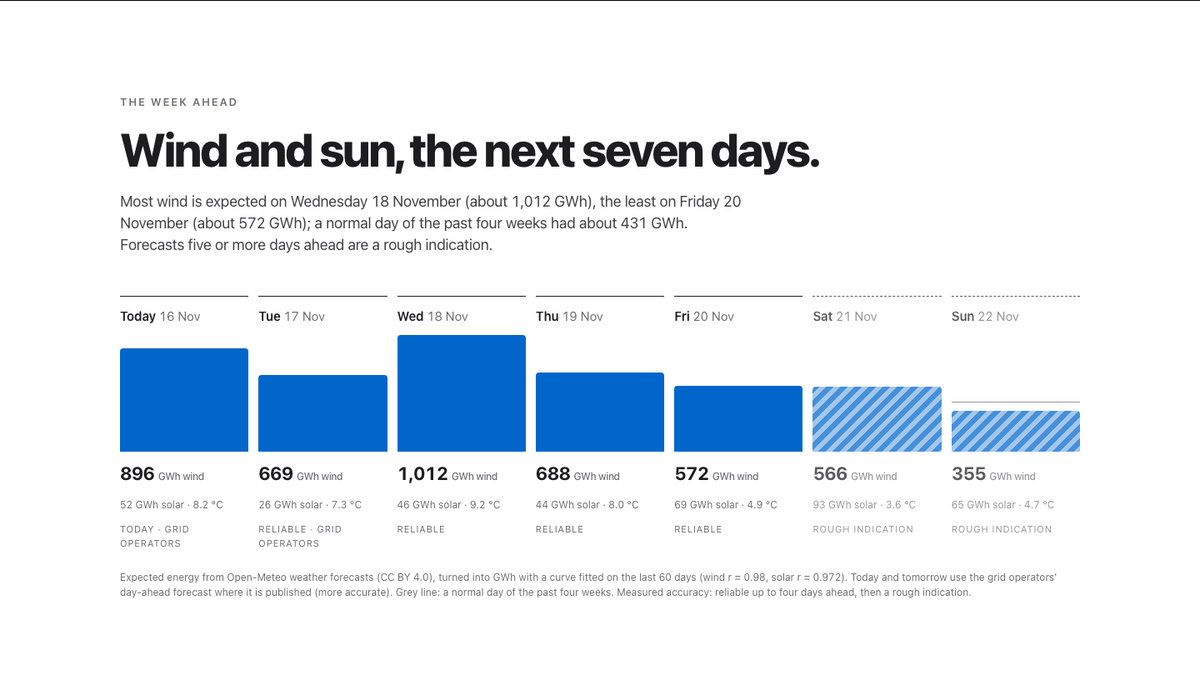 THE WEEK AHEAD
Wind and sun, the next seven days.
Most wind is expected on Wednesday 18 November (about 1,012 GWh), the least on Friday 20
November (about 572 GWh); a normal day of the past four weeks had about 431 GWh.
Forecasts five or more days ahead are a rough indication.
Today 16 Nov
Tue 17 Nov
Wed 18 Nov
Thu 19 Nov
Fri 20 Nov
Sat 21 Nov
Sun 22 Nov
896 GWh wind
669 GWh wind
1,012 GWh wind
688 GWh wind
572 GWh wind
566 GWh wind
355 GWh wind
52 GWh solar · 8.2 °C
26 GWh solar · 7.3 °C
46 GWh solar · 9.2 °C
44 GWh solar · 8.0 °C
69 GWh solar · 4.9 °C
93 GWh solar · 3.6 °C
65 GWh solar · 4.7 °C
TODAY · GRID
OPERATORS
RELIABLE · GRID
OPERATORS
RELIABLE
RELIABLE
RELIABLE
ROUGH INDICATION
ROUGH INDICATION
Expected energy from Open-Meteo weather forecasts (CC BY 4.0), turned into GWh with a curve fitted on the last 60 days (wind r = 0.98, solar r = 0.972). Today and tomorrow use the grid operators'
day-ahead forecast where it is published (more accurate). Grey line: a normal day of the past four weeks. Measured accuracy: reliable up to four days ahead, then a rough indication.